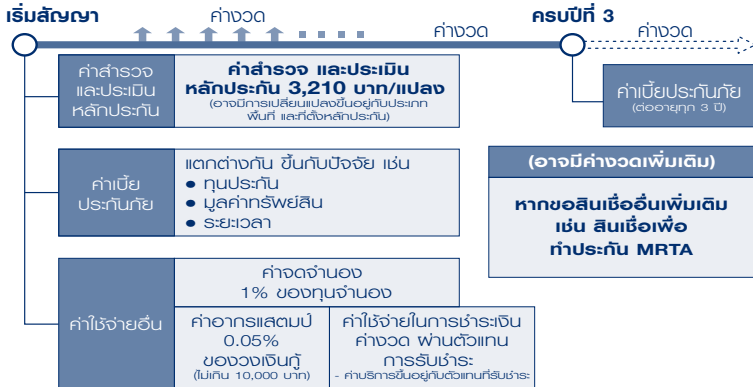 เริ่มสัญญา
ค่างวด
ค่างวด
ครบปีที่ 3
ค่างวด
ค่าสำรวจ
และประเมิน
หลักประกัน
ค่าสำรวจ และประเมิน
หลักประกัน 3,210 บาท/แปลง
(อาจมีการเปลี่ยนแปลงขึ้นอยู่กับประเภท
พื้นที่ และที่ตั้งหลักประกัน)
ค่าเบี้ยประกันภัย
(ต่ออายุทุก 3 ปี)
ค่าเบี้ย
ประกันภัย
แตกต่างกัน ขึ้นกับปัจจัย เช่น
• ทุนประกัน
• มูลค่าทรัพย์สิน
• ระยะเวลา
(อาจมีค่างวดเพิ่มเติม)
หากขอสินเชื่ออื่นเพิ่มเติม
เช่น สินเชื่อเพื่อ
ทำประกัน MRTA
ค่าใช้จ่ายอื่น
ค่าจดจำนอง
1% ของทุนจำนอง
ค่าอากรแสตมป์
0.05%
ของวงเงินกู้
(ไม่เกิน 10,000 บาท)
ค่าใช้จ่ายในการชำระเงิน
ค่างวด ผ่านตัวแทน
การรับชำระ
- ค่าบริการขึ้นอยู่กับตัวแทนที่รับชำระ